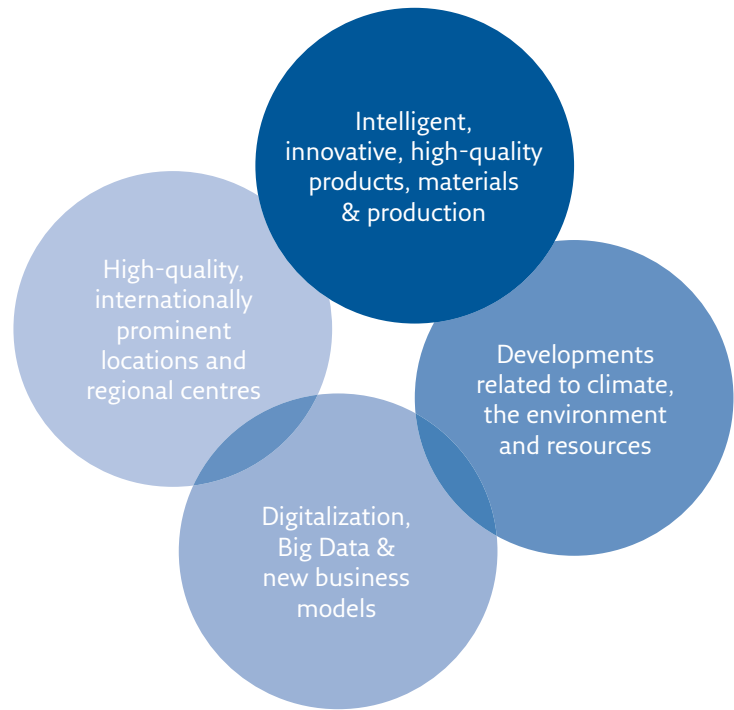 Intelligent,
innovative, high-quality
products, materials
& production
High-quality,
internationally
prominent
locations and
regional centres
Developments
related to climate,
the environment
and resources
Digitalization,
Big Data &
new business
models